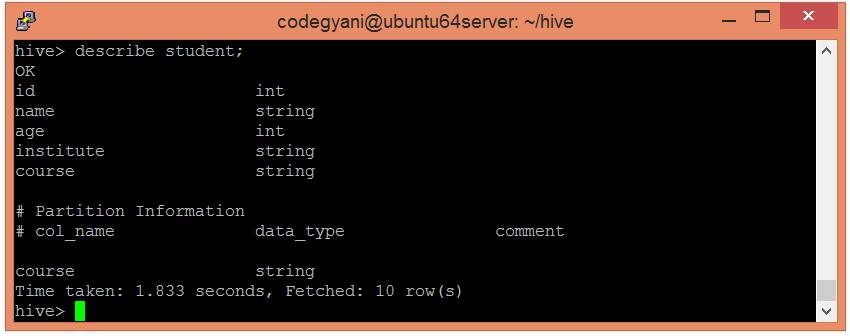 codegyani@ubuntu64server: ~/hive
hive> describe student;
OK
id                      int
name                    string
age                     int
institute               string
course                  string

# Partition Information
# col_name              data_type               comment

course                  string
Time taken: 1.833 seconds, Fetched: 10 row(s)
hive>